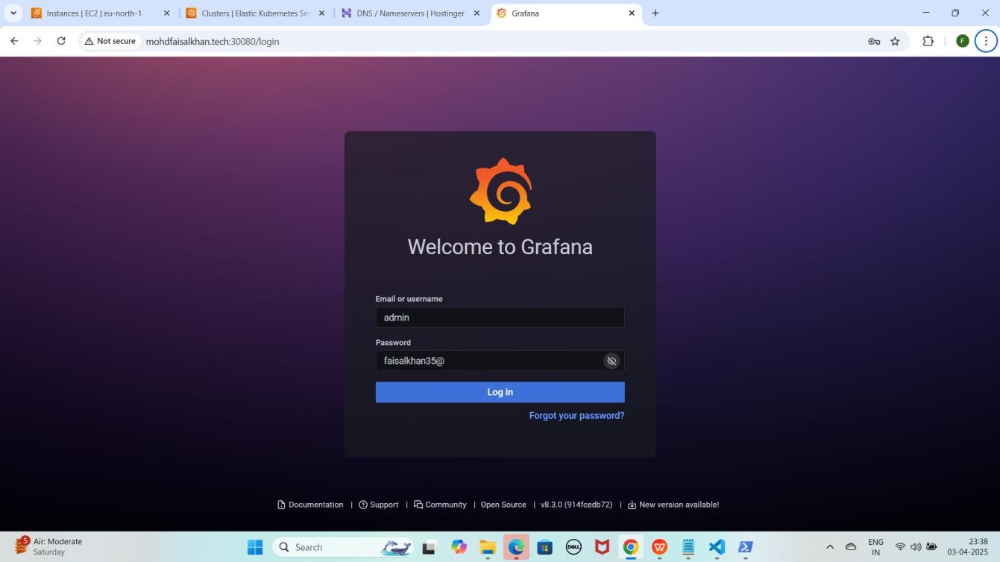 Instances | EC2 | eu-north-1
Clusters | Elastic Kubernetes Ser
DNS / Nameservers | Hostinger
Grafana
Not secure
mohdfaisalkhan.tech:30080/login
F
Welcome to Grafana
Email or username
admin
Password
faisalkhan35@
Log in
Forgot your password?
Documentation | Support | Community | Open Source | v8.3.0 (914fcedb72) | New version available!
5
Air: Moderate
Saturday
Search
DELL
W
ENG
IN
23:38
03-04-2025